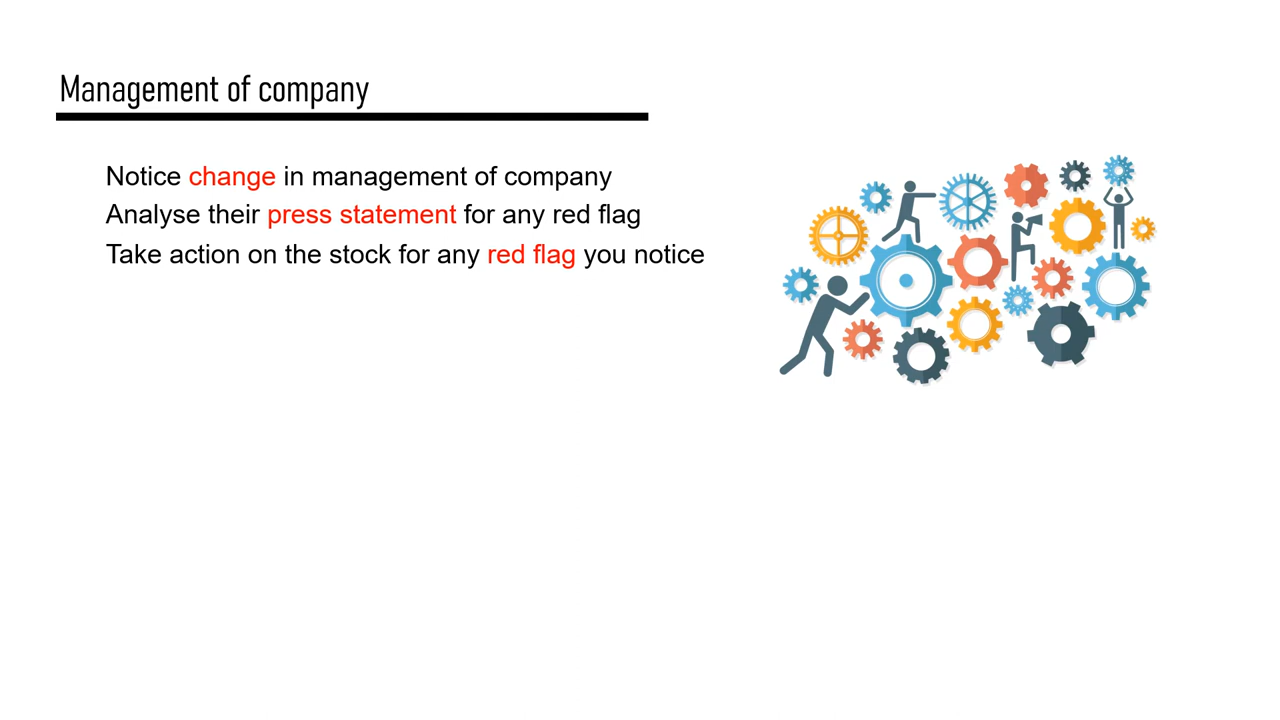 Management of company
Notice change in management of company
Analyse their press statement for any red flag
Take action on the stock for any red flag you notice